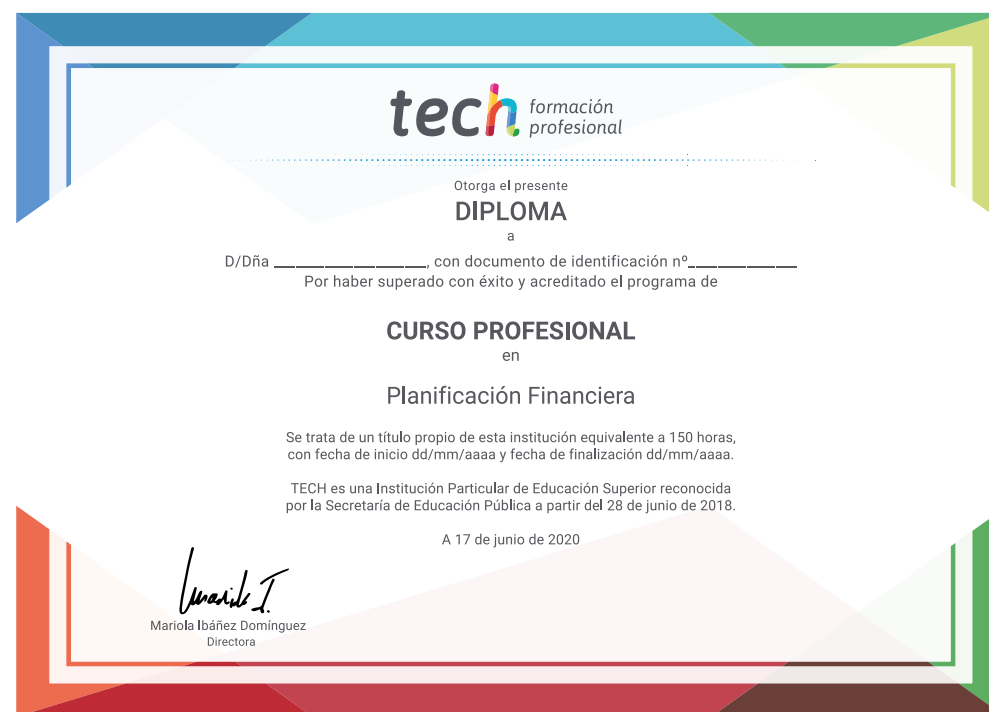 tech formación
profesional
Otorga el presente
DIPLOMA
a
D/Dña ______________, con documento de identificación nº__________
Por haber superado con éxito y acreditado el programa de
CURSO PROFESIONAL
en
Planificación Financiera
Se trata de un título propio de esta institución equivalente a 150 horas,
con fecha de inicio dd/mm/aaaa y fecha de finalización dd/mm/aaaa.
TECH es una Institución Particular de Educación Superior reconocida
por la Secretaría de Educación Pública a partir del 28 de junio de 2018.
A 17 de junio de 2020
Mariola Ibáñez Domínguez
Directora